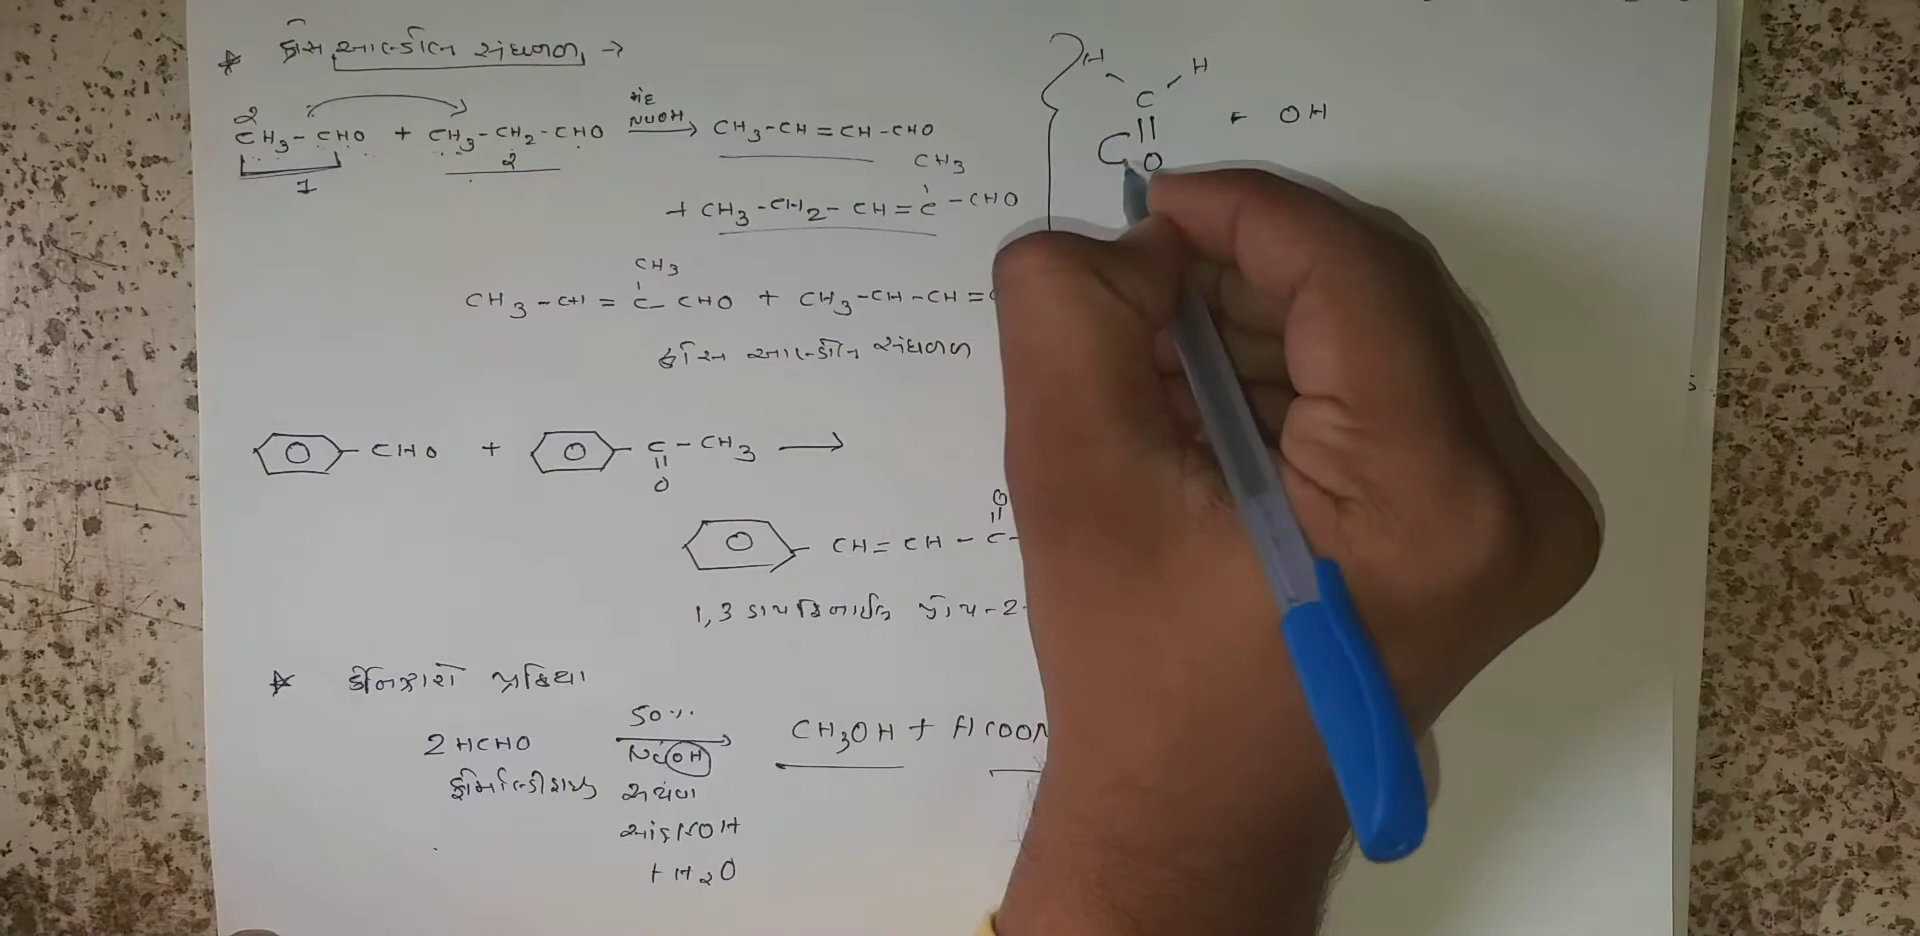 * ક્રોસ આલ્ડોલ સંઘનન →
2
CH3-CHO + CH3-CH2-CHO મંદ NaOH → CH3-CH=CH-CHO
1 2
CH3
+ CH3-CH2-CH=C-CHO
CH3
CH3-CH=C-CHO + CH3-CH-CH=
ક્રોસ આલ્ડોલ સંઘનન
CHO + C-CH3 →
O
O
CH=CH-C-
1,3 ડાયફિનાઈલ પ્રોપ-2-
* કેનિઝારો પ્રક્રિયા
2HCHO 50% NaOH → CH3OH + HCOON
ફોર્માલ્ડીહાઇડ અથવા
સાંદ્ર KOH
+ H2O
H H
C + OH
O